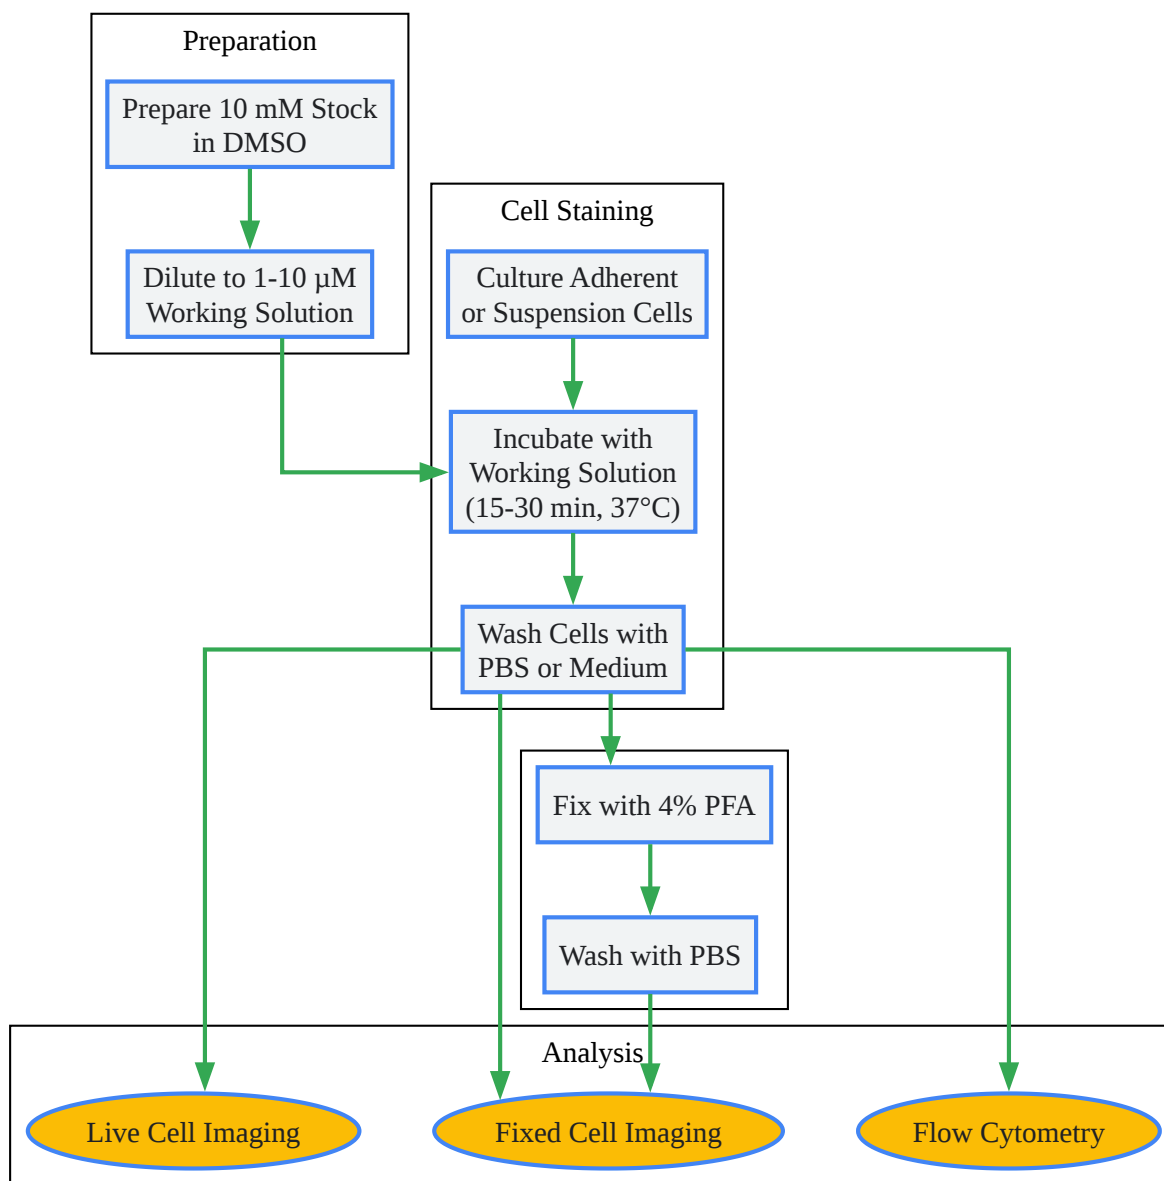 Preparation
Prepare 10 mM Stock
in DMSO
Dilute to 1-10 µM
Working Solution
Cell Staining
Culture Adherent
or Suspension Cells
Incubate with
Working Solution
(15-30 min, 37°C)
Wash Cells with
PBS or Medium
Fix with 4% PFA
Wash with PBS
Analysis
Live Cell Imaging
Fixed Cell Imaging
Flow Cytometry